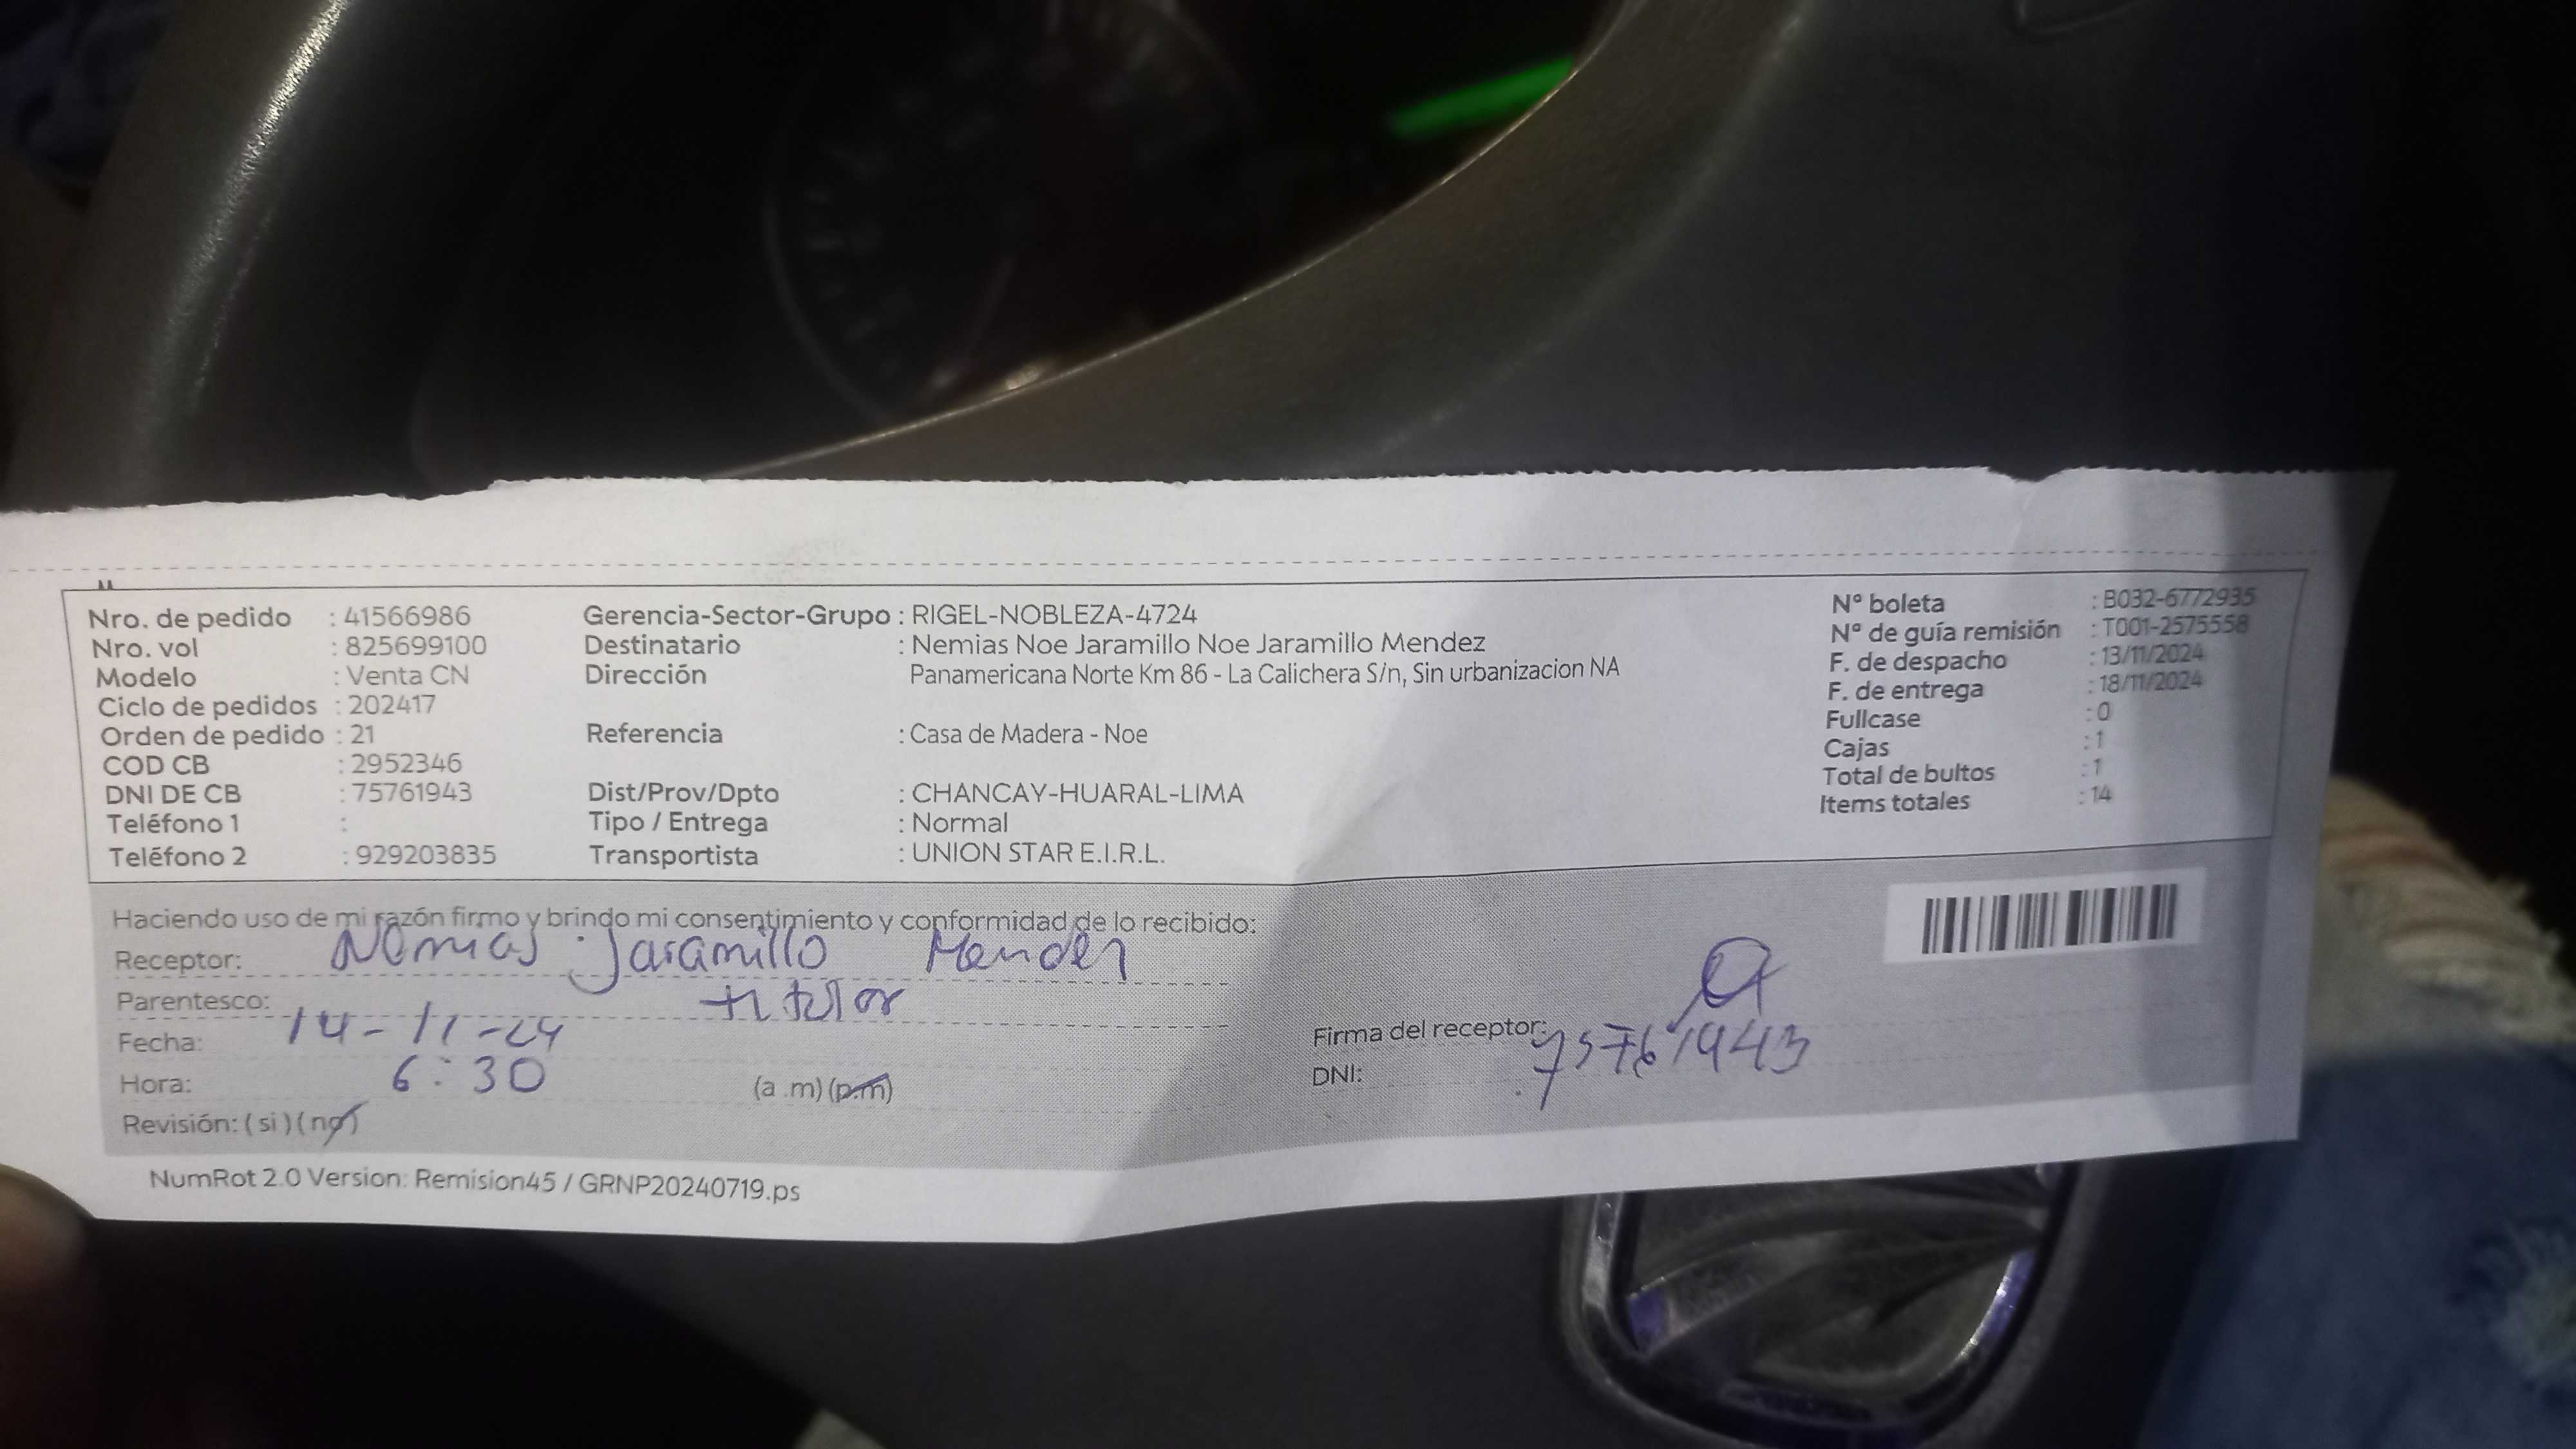 Nro. de pedido : 41566986
Nro. vol : 825699100
Modelo : Venta CN
Ciclo de pedidos : 202417
Orden de pedido : 21
COD CB : 2952346
DNI DE CB : 75761943
Teléfono 1 :
Teléfono 2 : 929203835
Gerencia-Sector-Grupo : RIGEL-NOBLEZA-4724
Destinatario : Nemias Noe Jaramillo Noe Jaramillo Mendez
Dirección Panamericana Norte Km 86 - La Calichera S/n, Sin urbanizacion NA
Referencia : Casa de Madera - Noe
Dist/Prov/Dpto : CHANCAY-HUARAL-LIMA
Tipo / Entrega : Normal
Transportista : UNION STAR E.I.R.L.
Nº boleta : B032-6772935
Nº de guía remisión : T001-2575558
F. de despacho : 13/11/2024
F. de entrega : 18/11/2024
Fullcase : 0
Cajas : 1
Total de bultos : 1
Items totales : 14
Haciendo uso de mi razón firmo y brindo mi consentimiento y conformidad de lo recibido:
Receptor: Nemias Jaramillo Mendez
Parentesco: titular
Fecha: 14-11-24
Hora: 6:30 (a .m) (p.m)
Revisión: ( si ) ( no )
Firma del receptor:
DNI: 75761943
NumRot 2.0 Version: Remision45 / GRNP20240719.ps